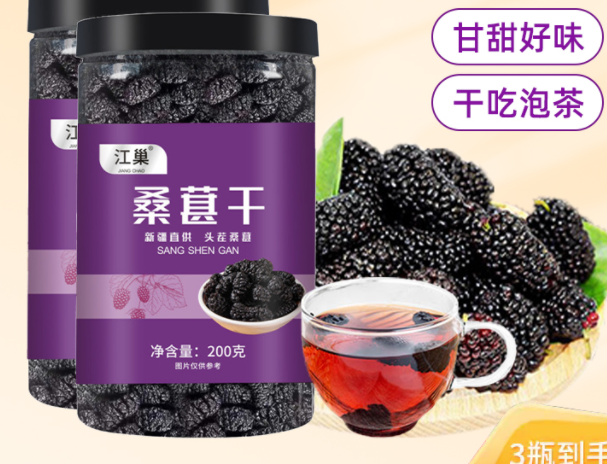 甘甜好味
干吃泡茶
江巢®
JIANG CHAO
桑葚干
新疆直供 头茬桑葚
SANG SHEN GAN
净含量：200克
图片仅供参考
江
3瓶到手